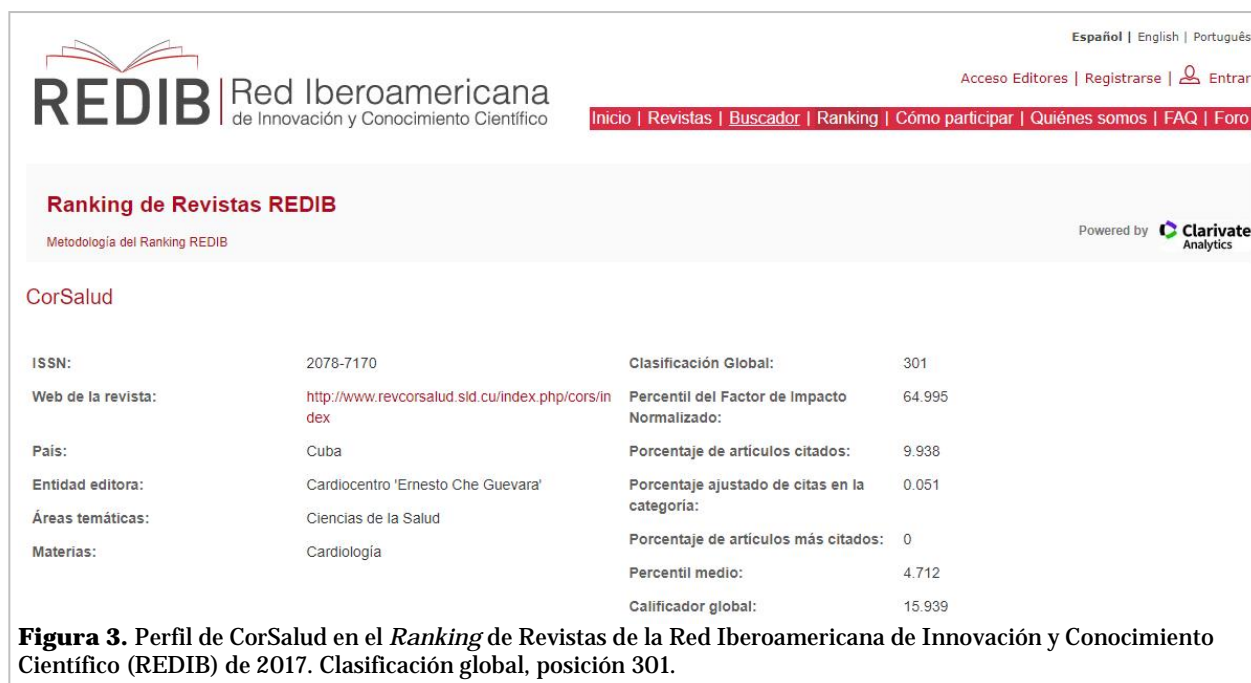 Español | English | Português
REDIB | Red Iberoamericana
de Innovación y Conocimiento Científico
Acceso Editores | Registrarse | Entrar
Inicio | Revistas | Buscador | Ranking | Cómo participar | Quiénes somos | FAQ | Foro
Ranking de Revistas REDIB
Metodología del Ranking REDIB
Powered by Clarivate
Analytics
CorSalud
ISSN: 2078-7170
Web de la revista: http://www.revcorsalud.sld.cu/index.php/cors/in
dex
País: Cuba
Entidad editora: Cardiocentro 'Ernesto Che Guevara'
Áreas temáticas: Ciencias de la Salud
Materias: Cardiología
Clasificación Global: 301
Percentil del Factor de Impacto 64.995
Normalizado:
Porcentaje de artículos citados: 9.938
Porcentaje ajustado de citas en la 0.051
categoría:
Porcentaje de artículos más citados: 0
Percentil medio: 4.712
Calificador global: 15.939
Figura 3. Perfil de CorSalud en el Ranking de Revistas de la Red Iberoamericana de Innovación y Conocimiento
Científico (REDIB) de 2017. Clasificación global, posición 301.